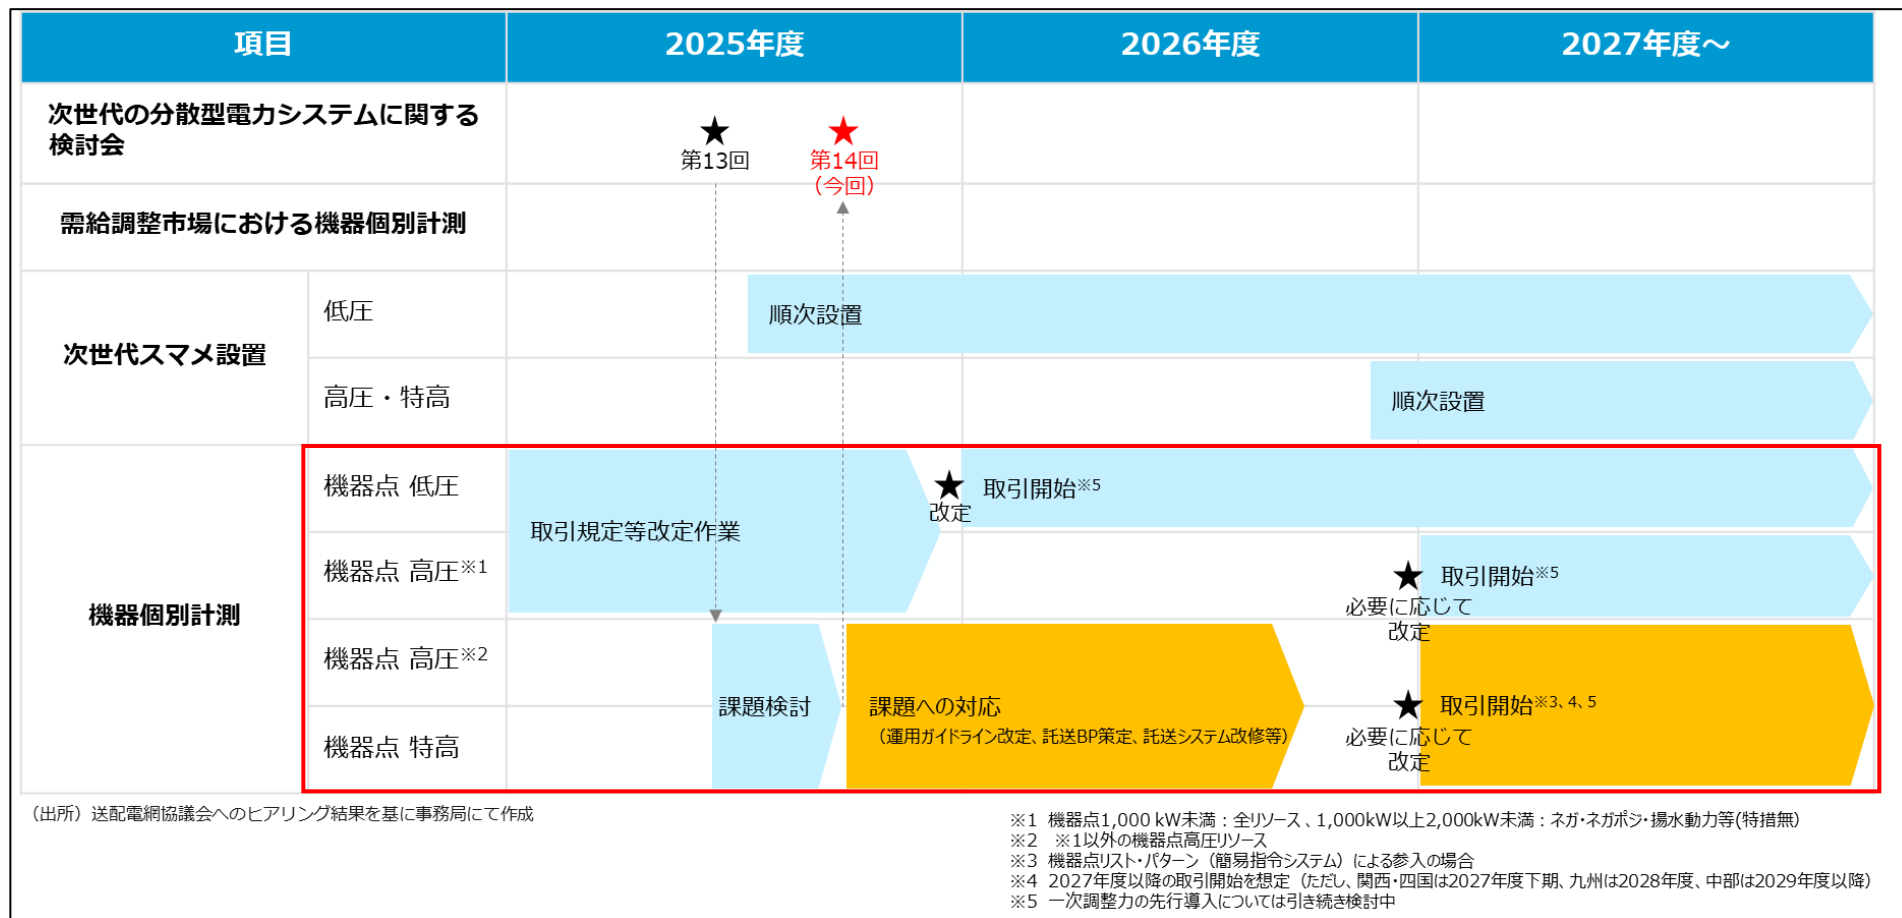 項目
2025年度
2026年度
2027年度～
次世代の分散型電力システムに関する
検討会
★
第13回
★
第14回
（今回）
需給調整市場における機器個別計測
次世代スマメ設置
低圧
順次設置
高圧・特高
順次設置
機器個別計測
機器点 低圧
取引規定等改定作業
★
改定
取引開始※5
機器点 高圧※1
★
必要に応じて
改定
取引開始※5
機器点 高圧※2
機器点 特高
課題検討
課題への対応
（運用ガイドライン改定、託送BP策定、託送システム改修等）
★
必要に応じて
改定
取引開始※3、4、5
（出所）送配電網協議会へのヒアリング結果を基に事務局にて作成
※1 機器点1,000 kW未満：全リソース、1,000kW以上2,000kW未満：ネガ・ネガポジ・揚水動力等(特措無)
※2 ※1以外の機器点高圧リソース
※3 機器点リスト・パターン（簡易指令システム）による参入の場合
※4 2027年度以降の取引開始を想定（ただし、関西・四国は2027年度下期、九州は2028年度、中部は2029年度以降）
※5 一次調整力の先行導入については引き続き検討中